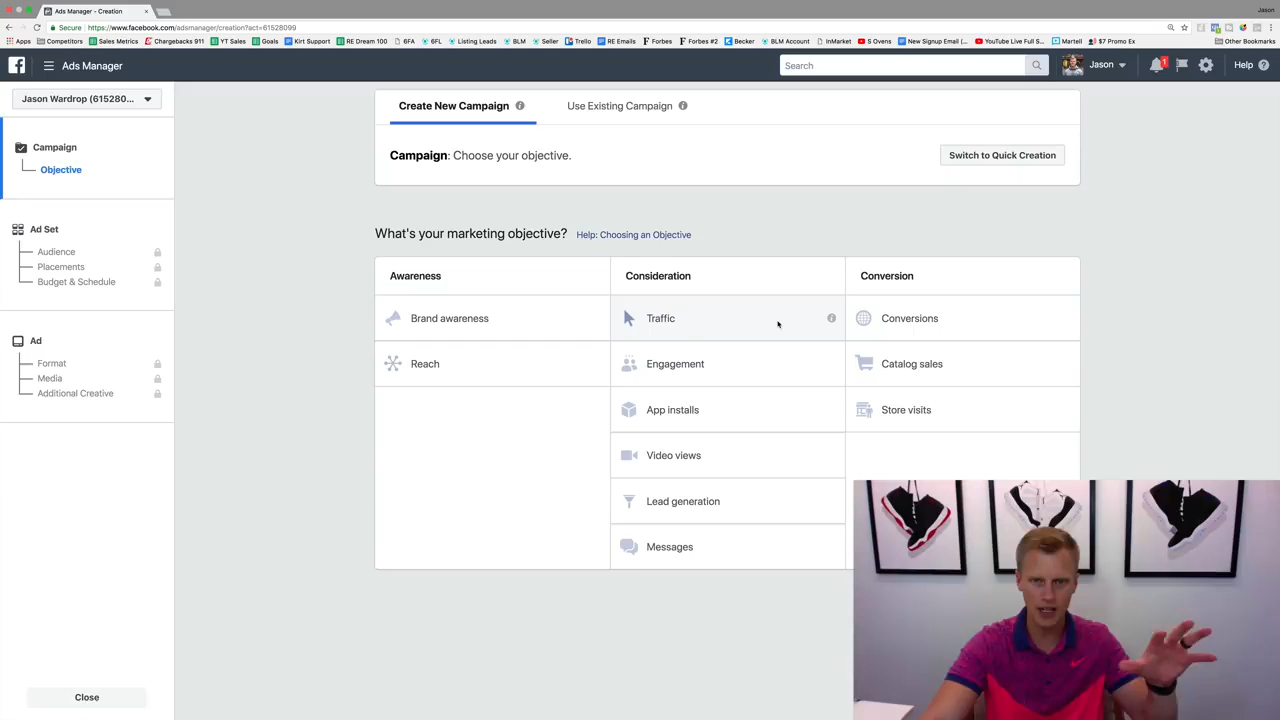 Ads Manager - Creation
Jason
Secure https://www.facebook.com/adsmanager/creation?act=61528099
Apps Competitors Sales Metrics Chargebacks 911 YT Sales Goals Kirt Support RE Dream 100 6FA 6FL Listing Leads BLM Seller Trello RE Emails Forbes Forbes #2 Becker BLM Account InMarket S Ovens New Signup Email (... YouTube Live Full S... Martell $7 Promo Ex Other Bookmarks
Ads Manager
Search
Jason
1
Help
Jason Wardrop (615280...
Create New Campaign
Use Existing Campaign
Campaign: Choose your objective.
Switch to Quick Creation
Campaign
Objective
Ad Set
Audience
Placements
Budget & Schedule
Ad
Format
Media
Additional Creative
Close
What's your marketing objective? Help: Choosing an Objective
Awareness
Consideration
Conversion
Brand awareness
Traffic
Conversions
Reach
Engagement
Catalog sales
App installs
Store visits
Video views
Lead generation
Messages